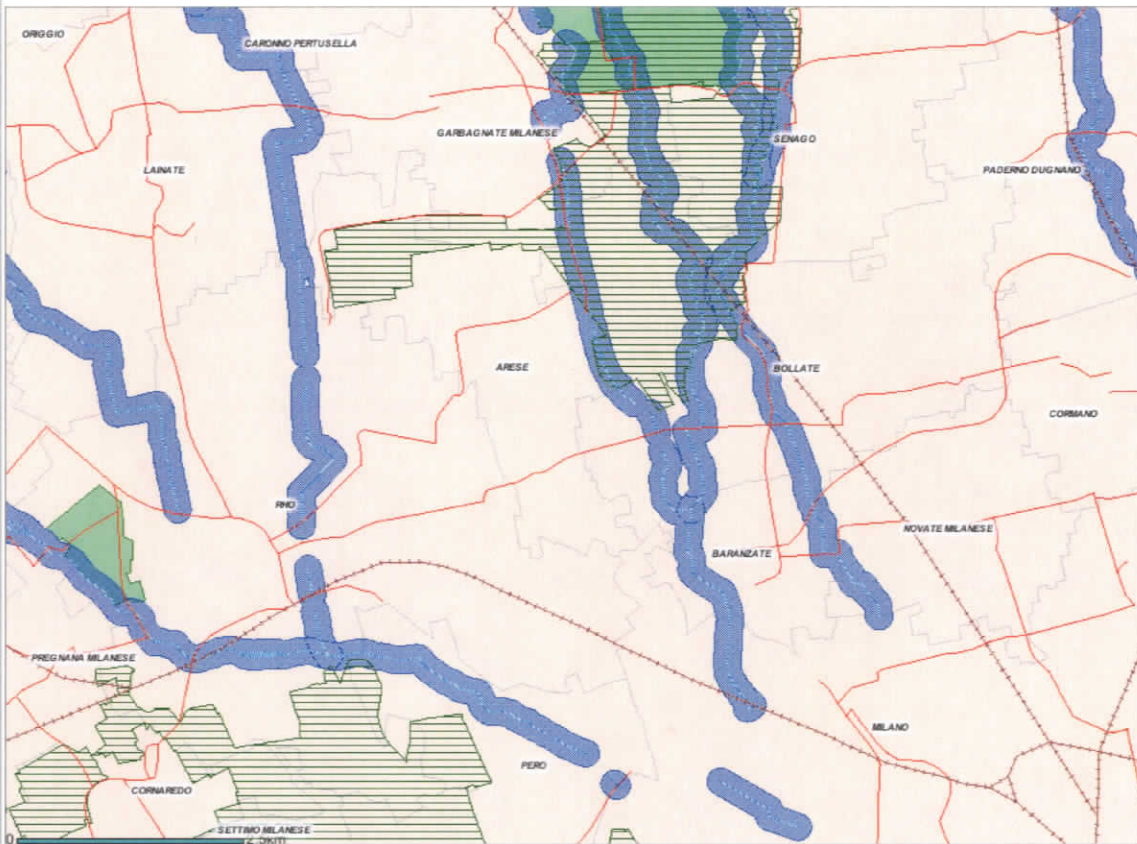 ORIGGIO
CARONNO PERTUSELLA
GARBAGNATE MILANESE
SENAGO
LAINATE
PADERNO DUGNANO
ARESE
BOLLATE
CORMANO
RHO
NOVATE MILANESE
BARANZATE
PREGNANA MILANESE
MILANO
PERO
CORNAREDO
SETTIMO MILANESE
0 2.5km